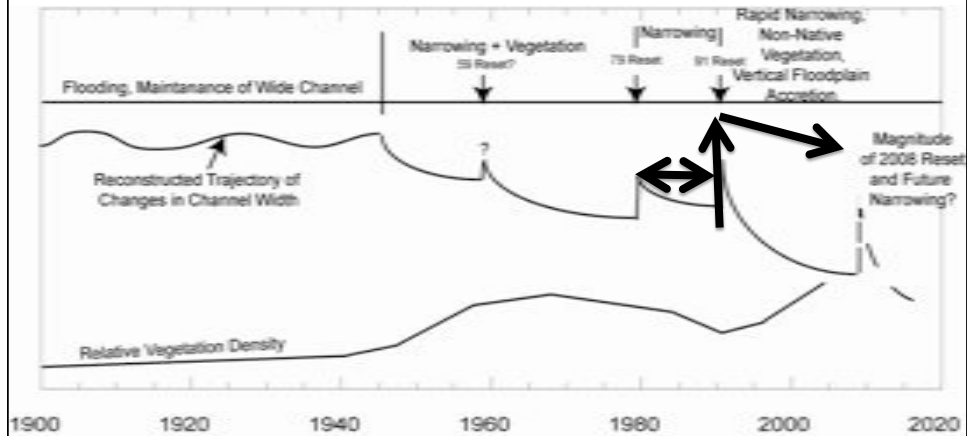 Rapid Narrowing,
Non-Native
Vegetation,
Vertical Floodplain
Accretion.
Narrowing + Vegetation
59 Reset?
Narrowing
79 Reset
91 Reset
Flooding, Maintanance of Wide Channel
?
Reconstructed Trajectory of
Changes in Channel Width
Magnitude
of 2008 Reset
and Future
Narrowing?
Relative Vegetation Density
1900 1920 1940 1960 1980 2000 2020